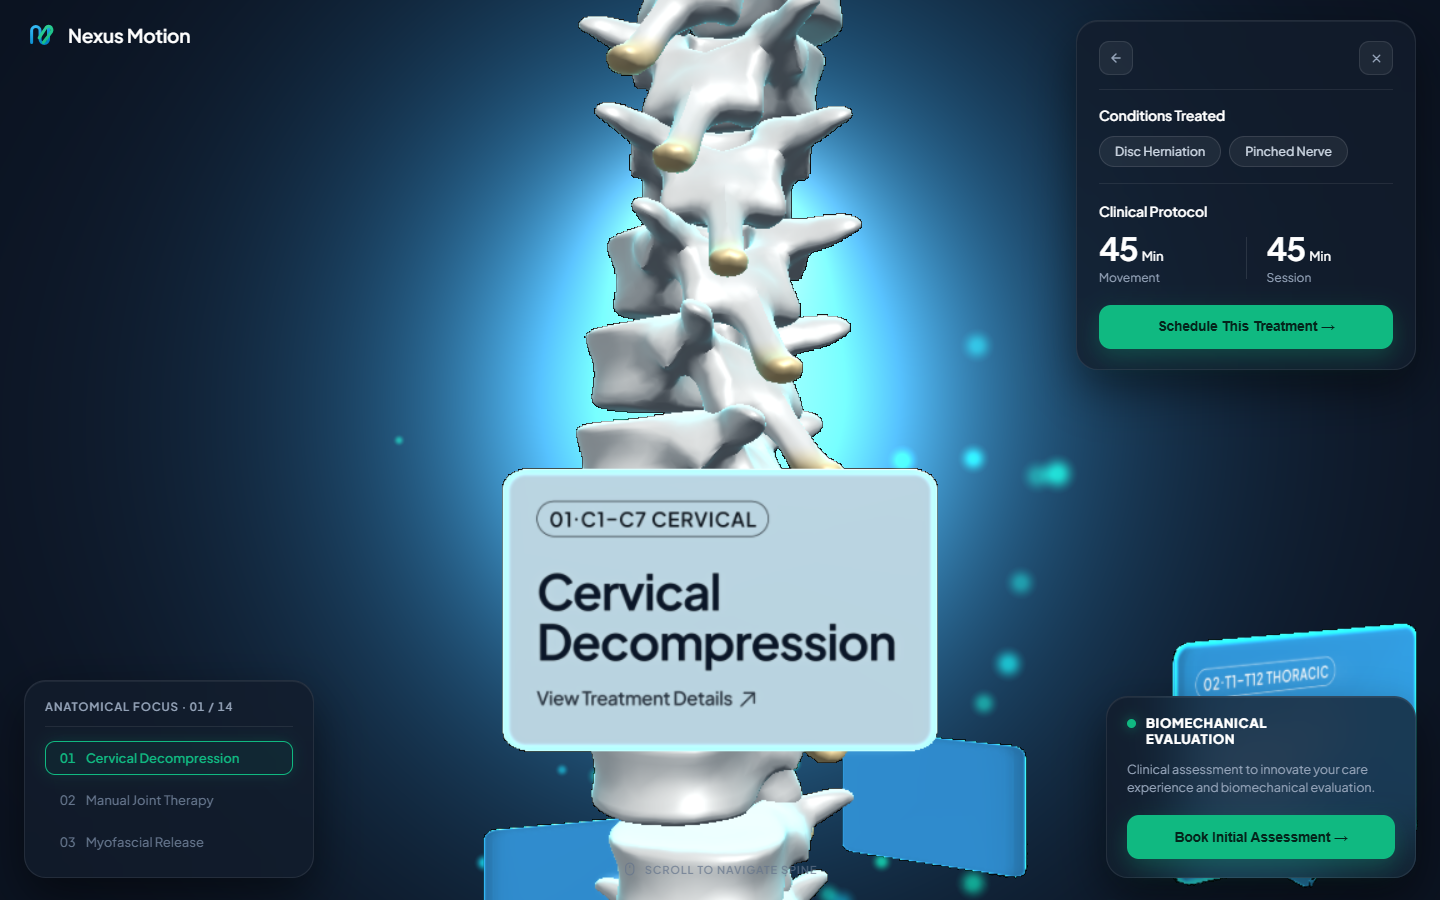 Nexus Motion
Conditions Treated
Disc Herniation
Pinched Nerve
Clinical Protocol
45 Min
Movement
45 Min
Session
Schedule This Treatment →
01·C1–C7 CERVICAL
Cervical
Decompression
View Treatment Details ↗
ANATOMICAL FOCUS · 01 / 14
01 Cervical Decompression
02 Manual Joint Therapy
03 Myofascial Release
SCROLL TO NAVIGATE SPINE
02·T1–T12 THORACIC
BIOMECHANICAL
EVALUATION
Clinical assessment to innovate your care
experience and biomechanical evaluation.
Book Initial Assessment →